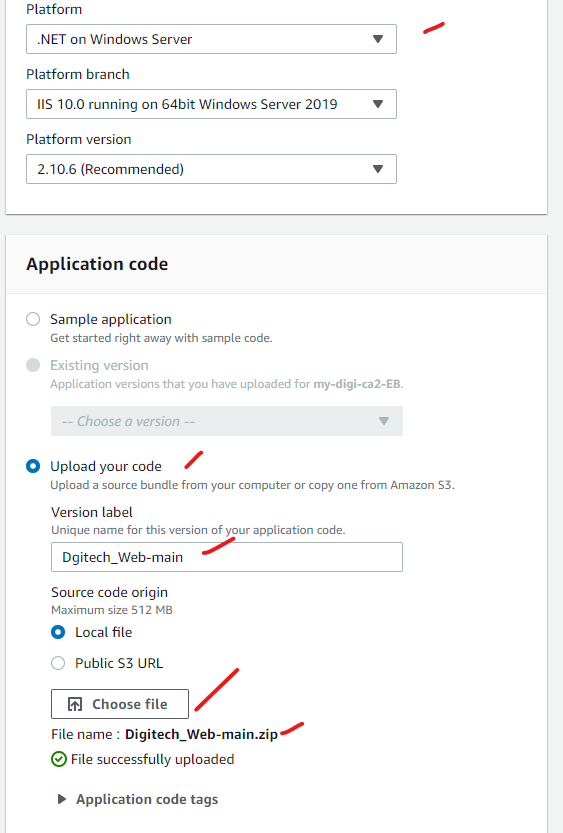 Platform
.NET on Windows Server
Platform branch
IIS 10.0 running on 64bit Windows Server 2019
Platform version
2.10.6 (Recommended)
Application code
Sample application
Get started right away with sample code.
Existing version
Application versions that you have uploaded for my-digi-ca2-EB.
-- Choose a version --
Upload your code
Upload a source bundle from your computer or copy one from Amazon S3.
Version label
Unique name for this version of your application code.
Dgitech_Web-main
Source code origin
Maximum size 512 MB
Local file
Public S3 URL
Choose file
File name : Digitech_Web-main.zip
File successfully uploaded
Application code tags